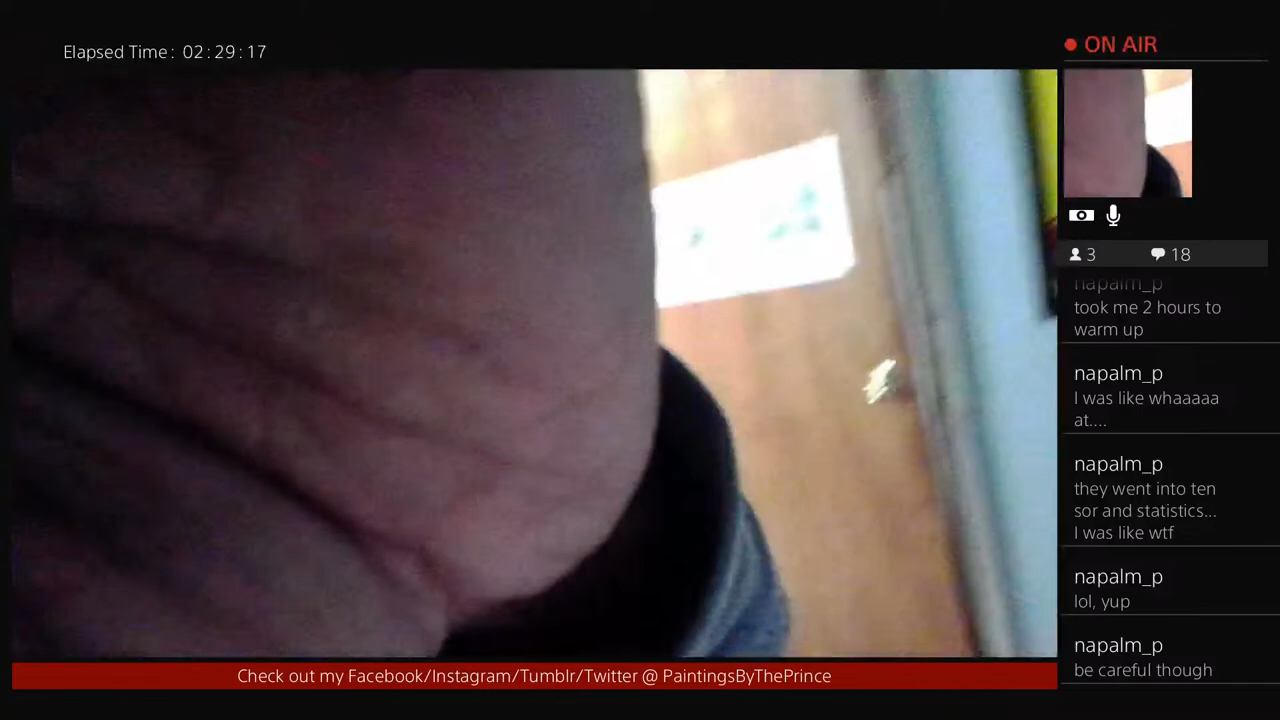 Elapsed Time: 02:29:17
ON AIR
3
18
napalm_p
took me 2 hours to
warm up
napalm_p
I was like whaaaaa
at....
napalm_p
they went into ten
sor and statistics...
I was like wtf
napalm_p
lol, yup
napalm_p
be careful though
Check out my Facebook/Instagram/Tumblr/Twitter @ PaintingsByThePrince